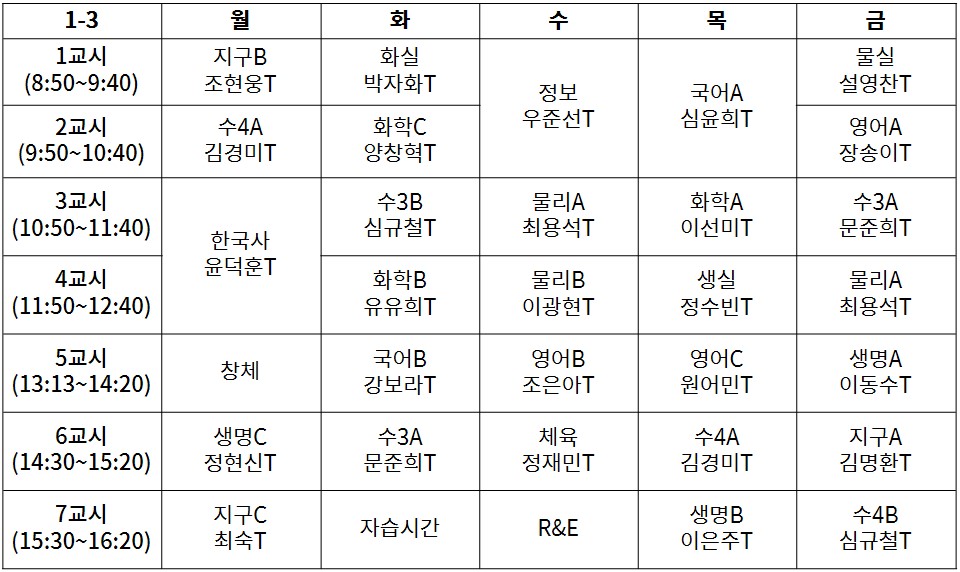 1-3 월 화 수 목 금
1교시
(8:50~9:40)
지구B
조현웅T
화실
박자화T
정보
우준선T
국어A
심윤희T
물실
설영찬T
2교시
(9:50~10:40)
수4A
김경미T
화학C
양창혁T
영어A
장송이T
3교시
(10:50~11:40)
한국사
윤덕훈T
수3B
심규철T
물리A
최용석T
화학A
이선미T
수3A
문준희T
4교시
(11:50~12:40)
화학B
유유희T
물리B
이광현T
생실
정수빈T
물리A
최용석T
5교시
(13:13~14:20)
창체
국어B
강보라T
영어B
조은아T
영어C
원어민T
생명A
이동수T
6교시
(14:30~15:20)
생명C
정현신T
수3A
문준희T
체육
정재민T
수4A
김경미T
지구A
김명환T
7교시
(15:30~16:20)
지구C
최숙T
자습시간
R&E
생명B
이은주T
수4B
심규철T